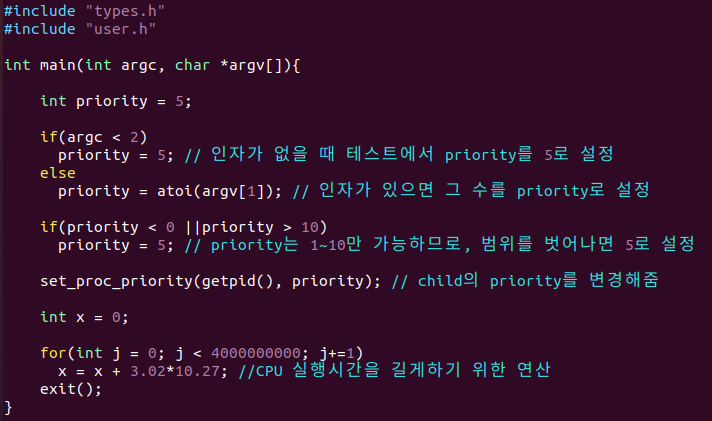 #include "types.h"
#include "user.h"
int main(int argc, char *argv[]){
int priority = 5;
if(argc < 2)
priority = 5; // 인자가 없을 때 테스트에서 priority를 5로 설정
else
priority = atoi(argv[1]); // 인자가 있으면 그 수를 priority로 설정
if(priority < 0 ||priority > 10)
priority = 5; // priority는 1~10만 가능하므로, 범위를 벗어나면 5로 설정
set_proc_priority(getpid(), priority); // child의 priority를 변경해줌
int x = 0;
for(int j = 0; j < 4000000000; j+=1)
x = x + 3.02*10.27; //CPU 실행시간을 길게하기 위한 연산
exit();
}